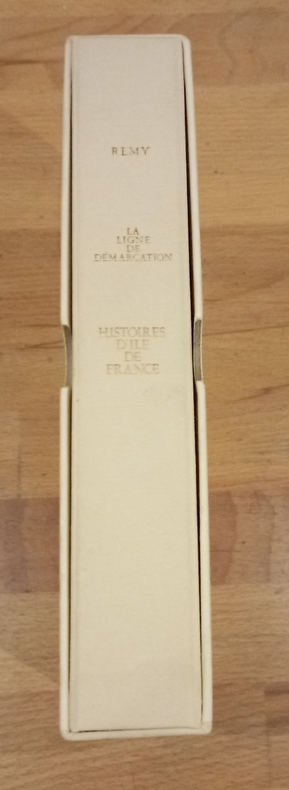 REMY
LA
LIGNE
DE
DÉMARCATION
HISTOIRES
D'ILE
DE
FRANCE